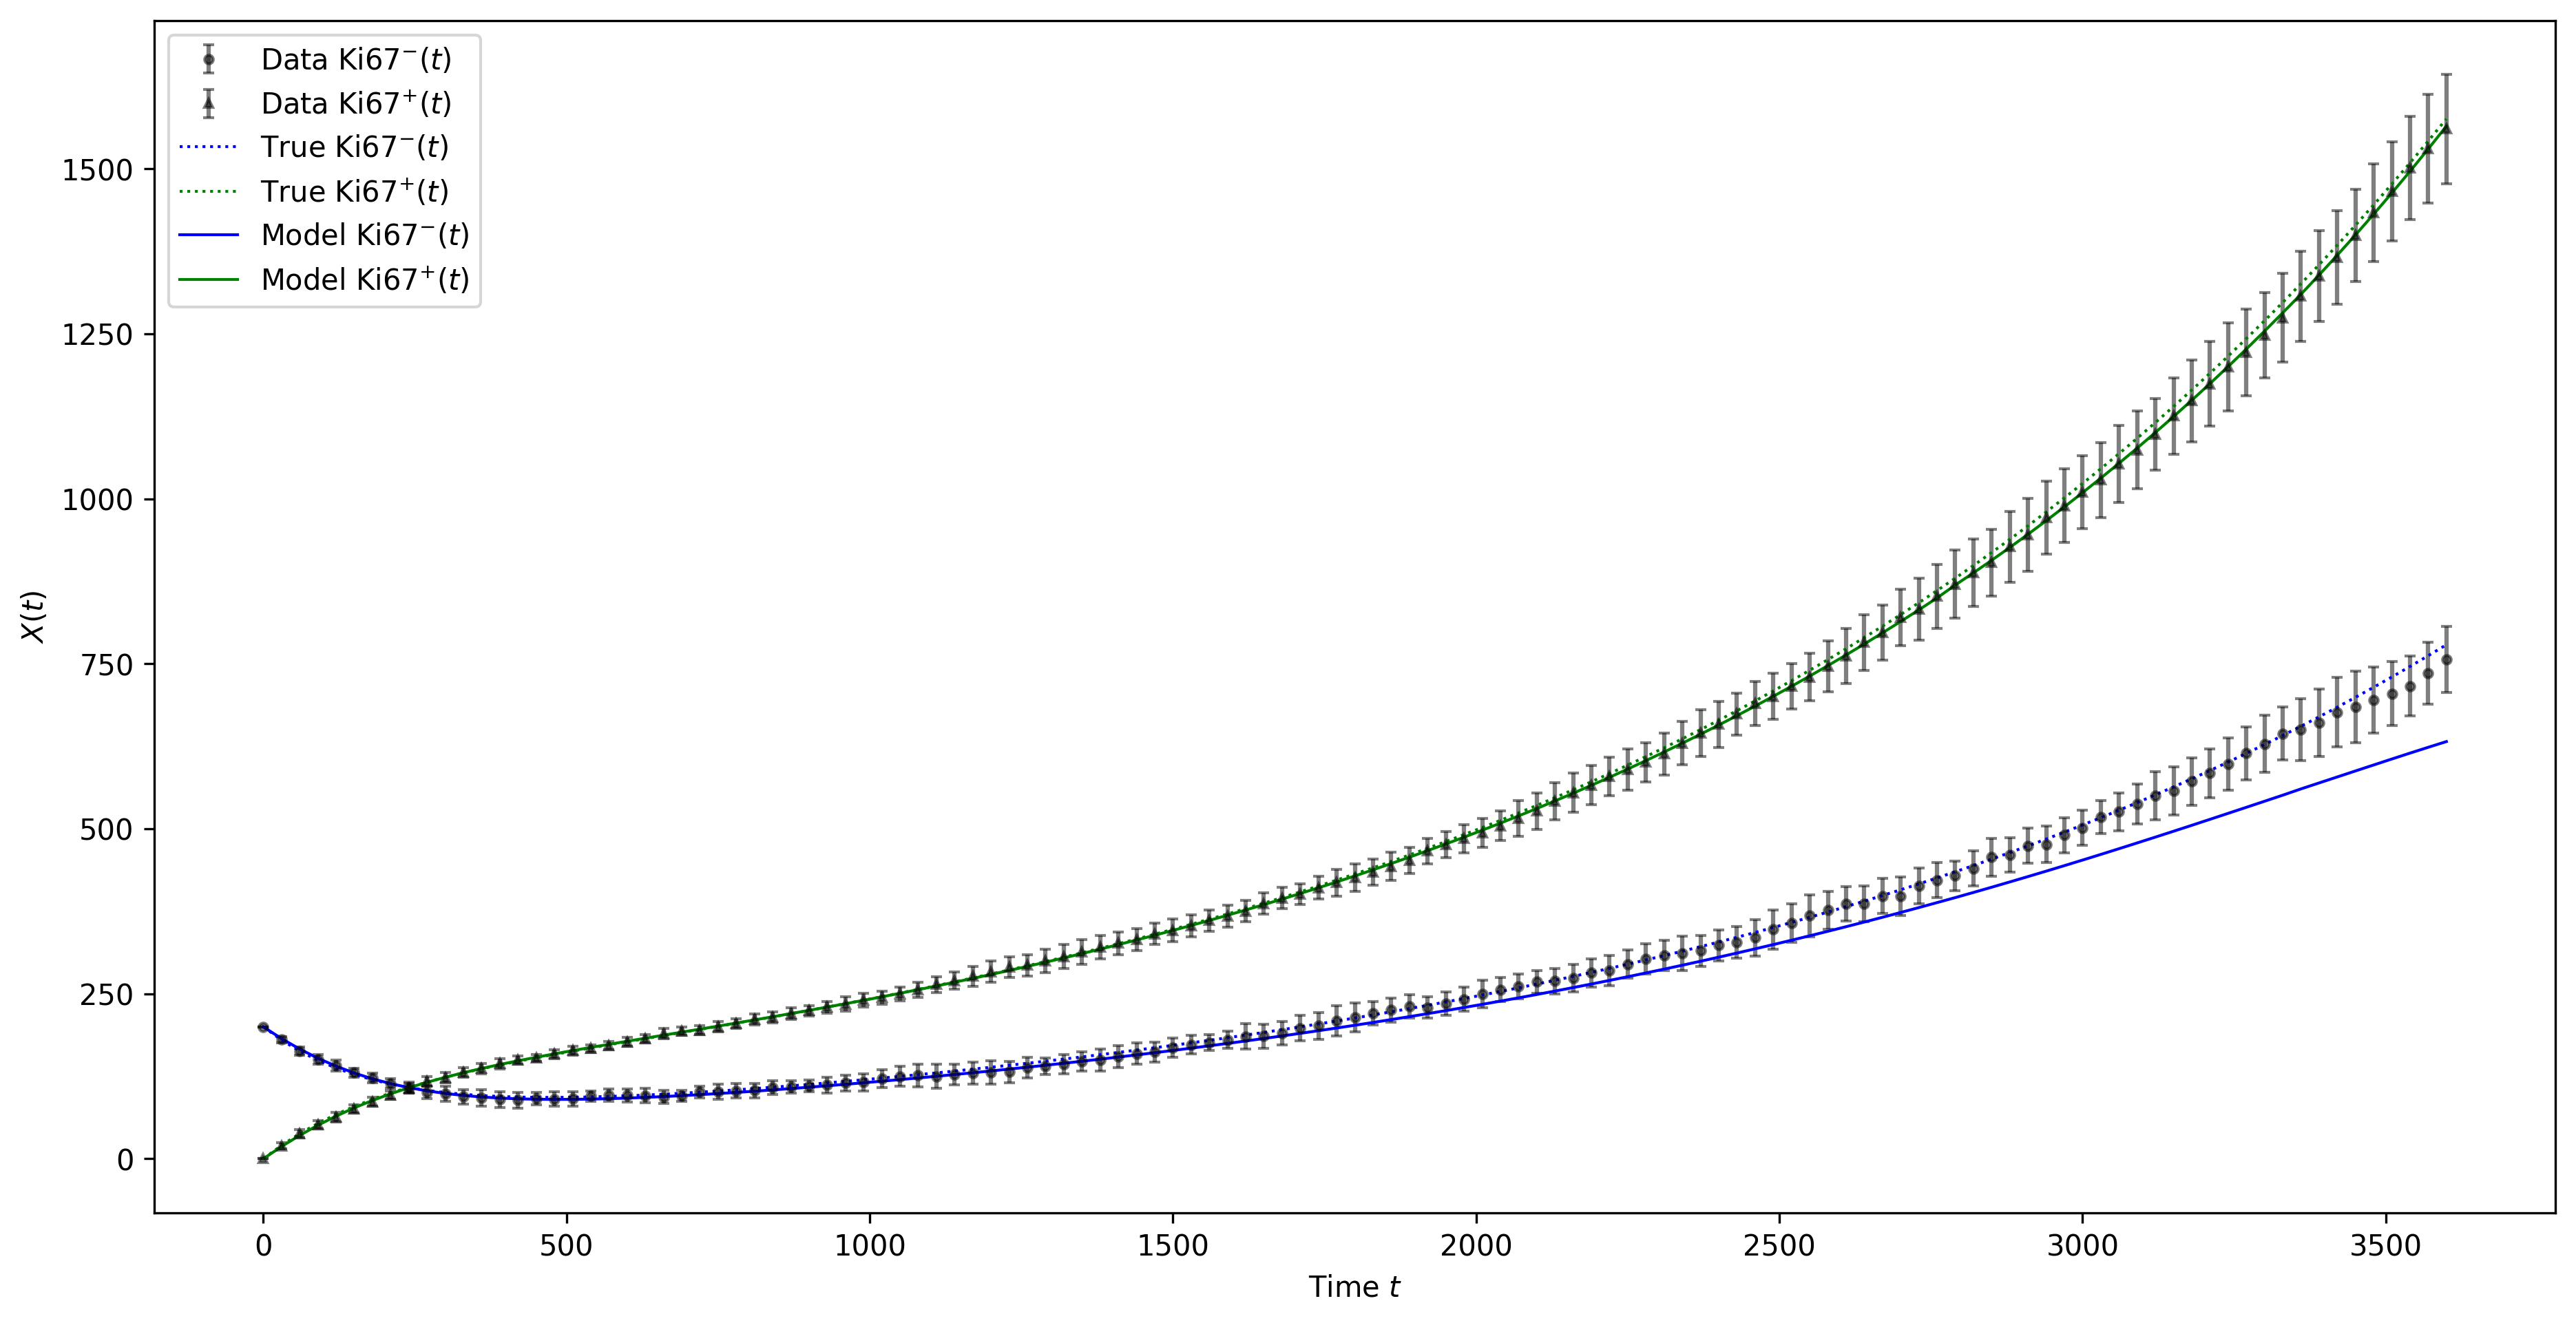 Data Ki67⁻(t)
Data Ki67⁺(t)
True Ki67⁻(t)
True Ki67⁺(t)
Model Ki67⁻(t)
Model Ki67⁺(t)
1500
1250
1000
750
500
250
0
X(t)
0 500 1000 1500 2000 2500 3000 3500
Time t